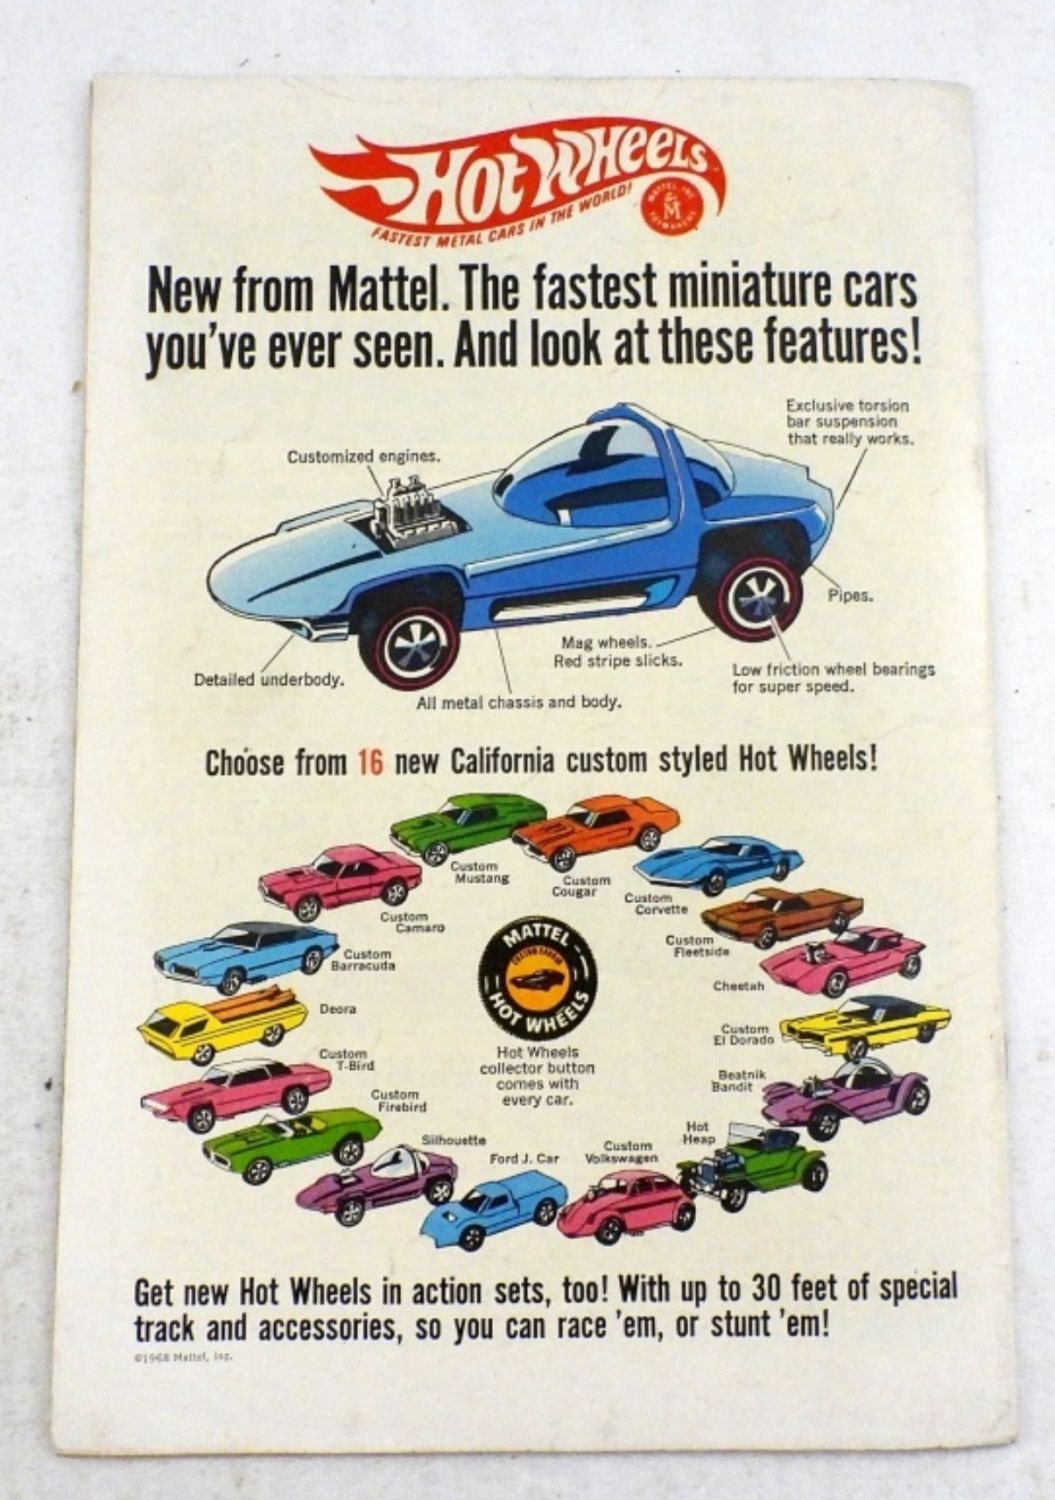 Hot Wheels
FASTEST METAL CARS IN THE WORLD!
MATTEL INC
M
TOYMAKERS
New from Mattel. The fastest miniature cars
you've ever seen. And look at these features!
Exclusive torsion
bar suspension
that really works.
Customized engines.
Pipes.
Mag wheels.
Red stripe slicks.
Low friction wheel bearings
for super speed.
Detailed underbody.
All metal chassis and body.
Choose from 16 new California custom styled Hot Wheels!
Custom
Mustang
Custom
Cougar
Custom
Corvette
Custom
Camaro
Custom
Fleetside
Custom
Barracuda
Cheetah
Deora
Custom
El Dorado
Custom
T-Bird
Beatnik
Bandit
Custom
Firebird
Hot
Heap
Silhouette
Ford J. Car
Custom
Volkswagen
MATTEL
HOT WHEELS
Hot Wheels
collector button
comes with
every car.
Get new Hot Wheels in action sets, too! With up to 30 feet of special
track and accessories, so you can race 'em, or stunt 'em!
©1968 Mattel, Inc.